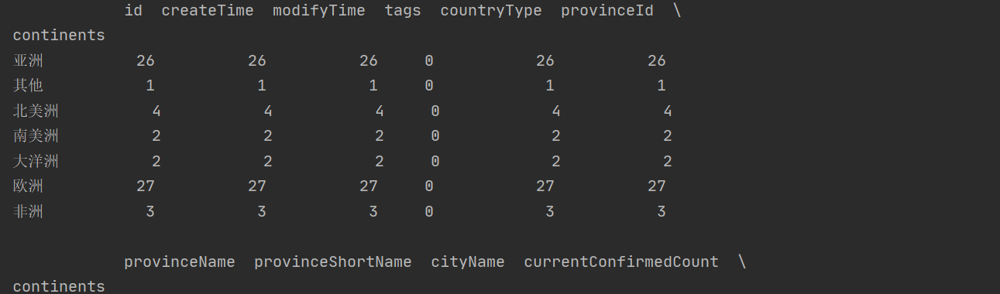 id createTime modifyTime tags countryType provinceId \
continents
亚洲 26 26 26 0 26 26
其他 1 1 1 0 1 1
北美洲 4 4 4 0 4 4
南美洲 2 2 2 0 2 2
大洋洲 2 2 2 0 2 2
欧洲 27 27 27 0 27 27
非洲 3 3 3 0 3 3
provinceName provinceShortName cityName currentConfirmedCount \
continents